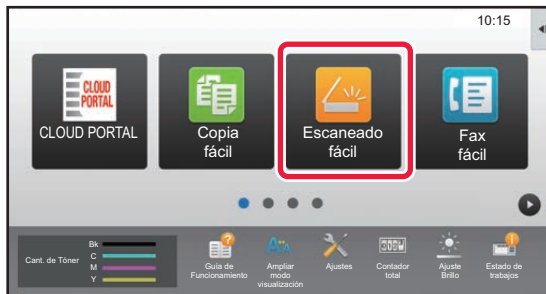 10:15
CLOUD
PORTAL
CLOUD PORTAL
Copia
fácil
Escaneado
fácil
Fax
fácil
Cant. de Tóner
Bk
C
M
Y
Guía de
Funcionamiento
Ampliar
modo
visualización
Ajustes
Contador
total
Ajuste
Brillo
Estado de
trabajos